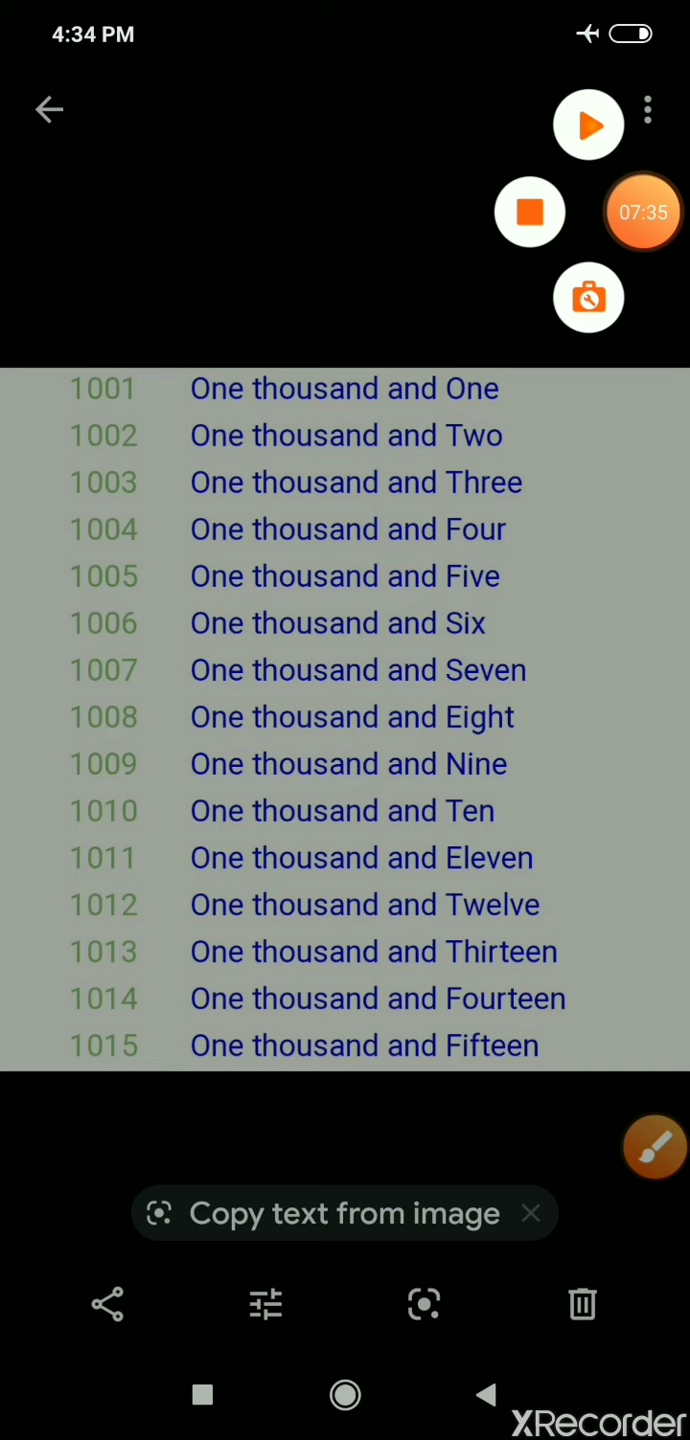 4:34 PM
07:35
1001 One thousand and One
1002 One thousand and Two
1003 One thousand and Three
1004 One thousand and Four
1005 One thousand and Five
1006 One thousand and Six
1007 One thousand and Seven
1008 One thousand and Eight
1009 One thousand and Nine
1010 One thousand and Ten
1011 One thousand and Eleven
1012 One thousand and Twelve
1013 One thousand and Thirteen
1014 One thousand and Fourteen
1015 One thousand and Fifteen
Copy text from image
XRecorder